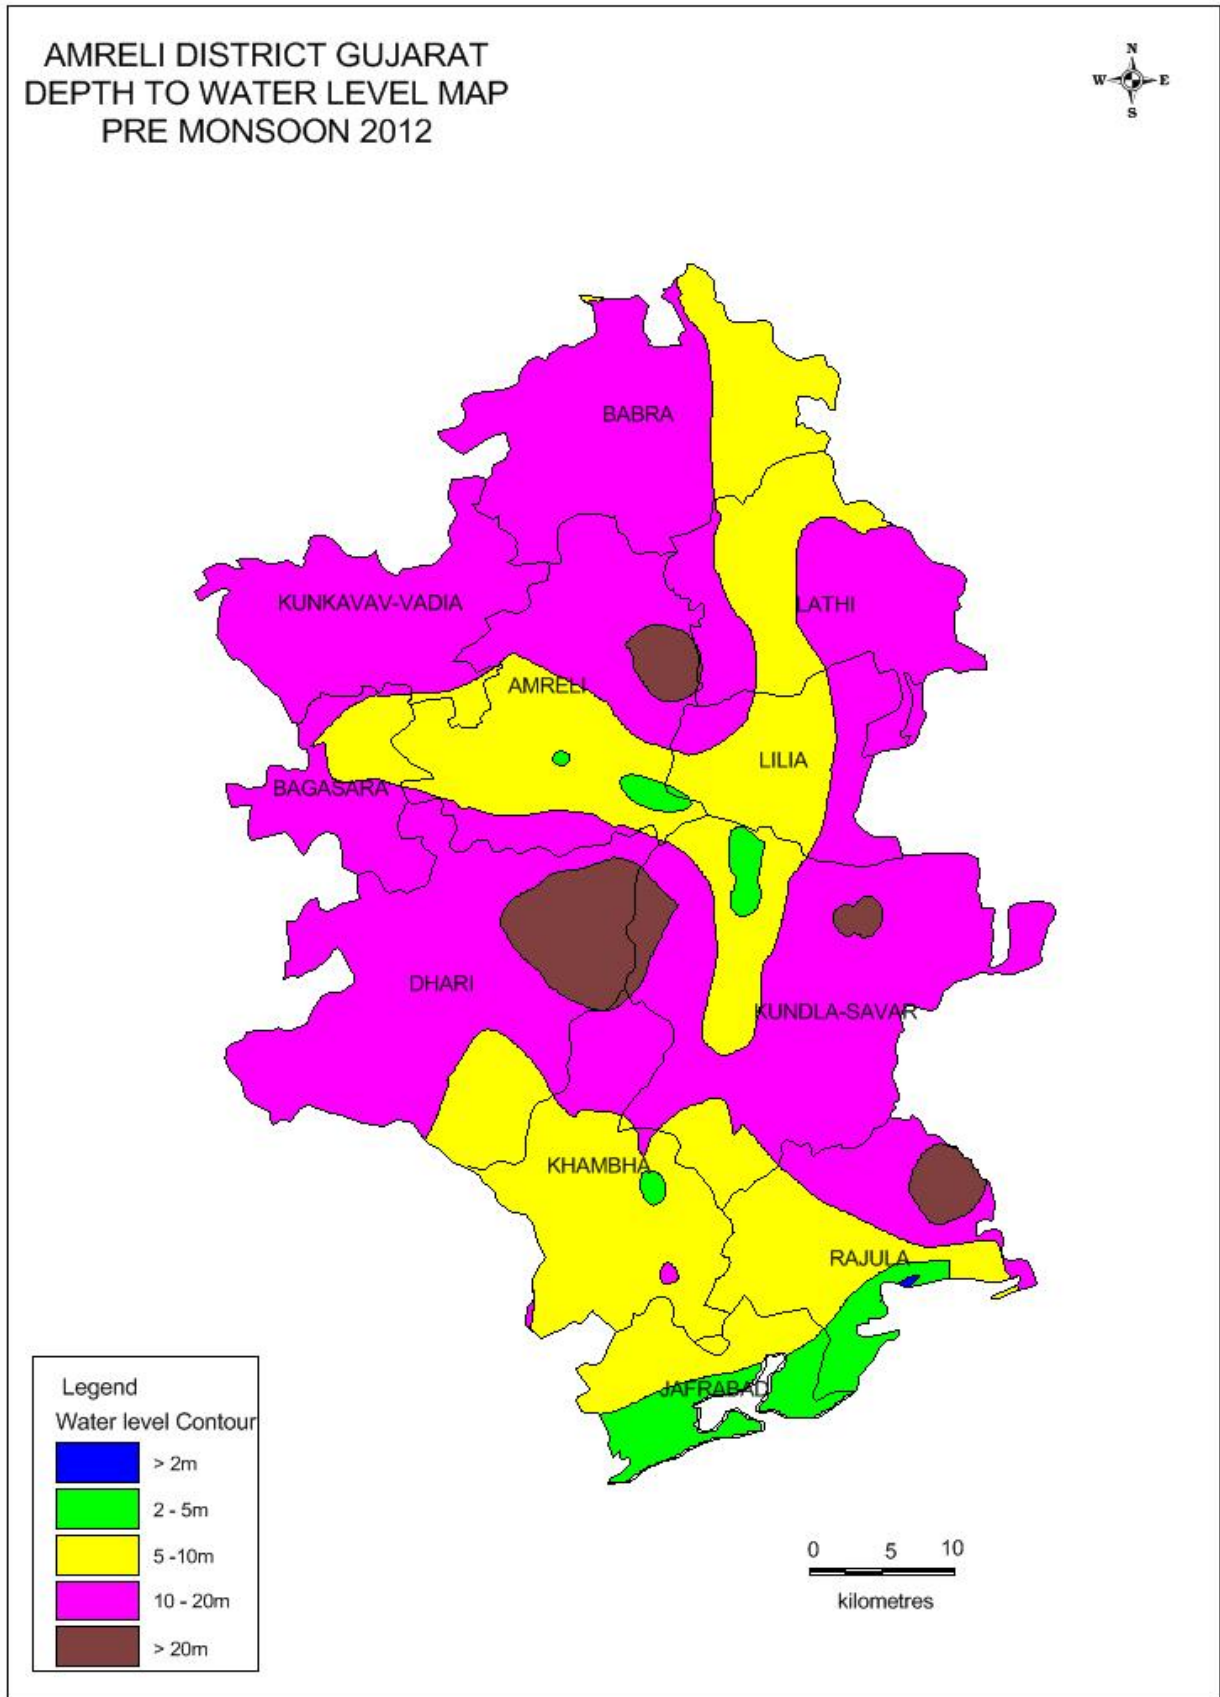 AMRELI DISTRICT GUJARAT
DEPTH TO WATER LEVEL MAP
PRE MONSOON 2012
N
W E
S
BABRA
KUNKAVAV-VADIA
LATHI
AMRELI
LILIA
BAGASARA
DHARI
KUNDLA-SAVAR
KHAMBHA
RAJULA
JAFRABAD
Legend
Water level Contour
> 2m
2 - 5m
5 -10m
10 - 20m
> 20m
0 5 10
kilometres